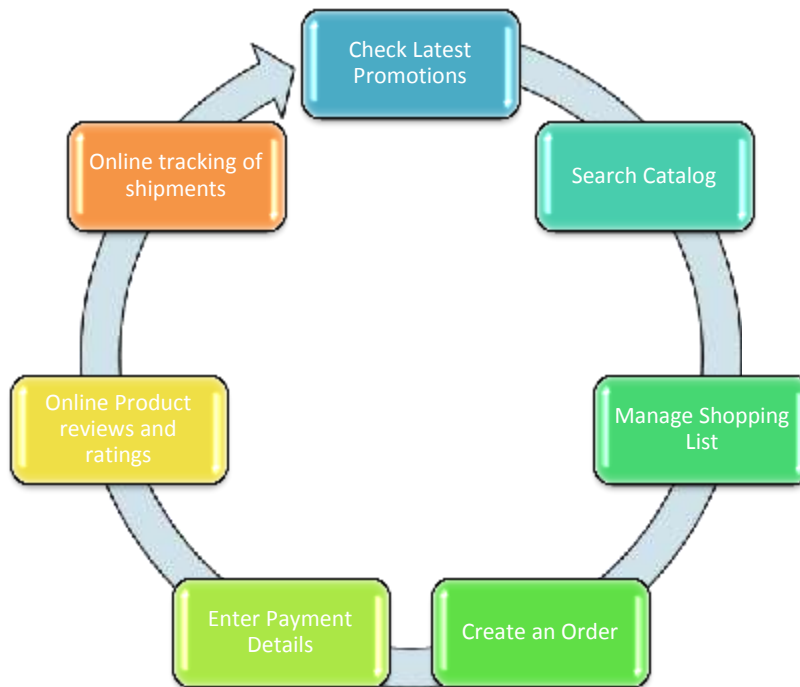 Check Latest
Promotions
Search Catalog
Manage Shopping
List
Create an Order
Enter Payment
Details
Online Product
reviews and
ratings
Online tracking of
shipments